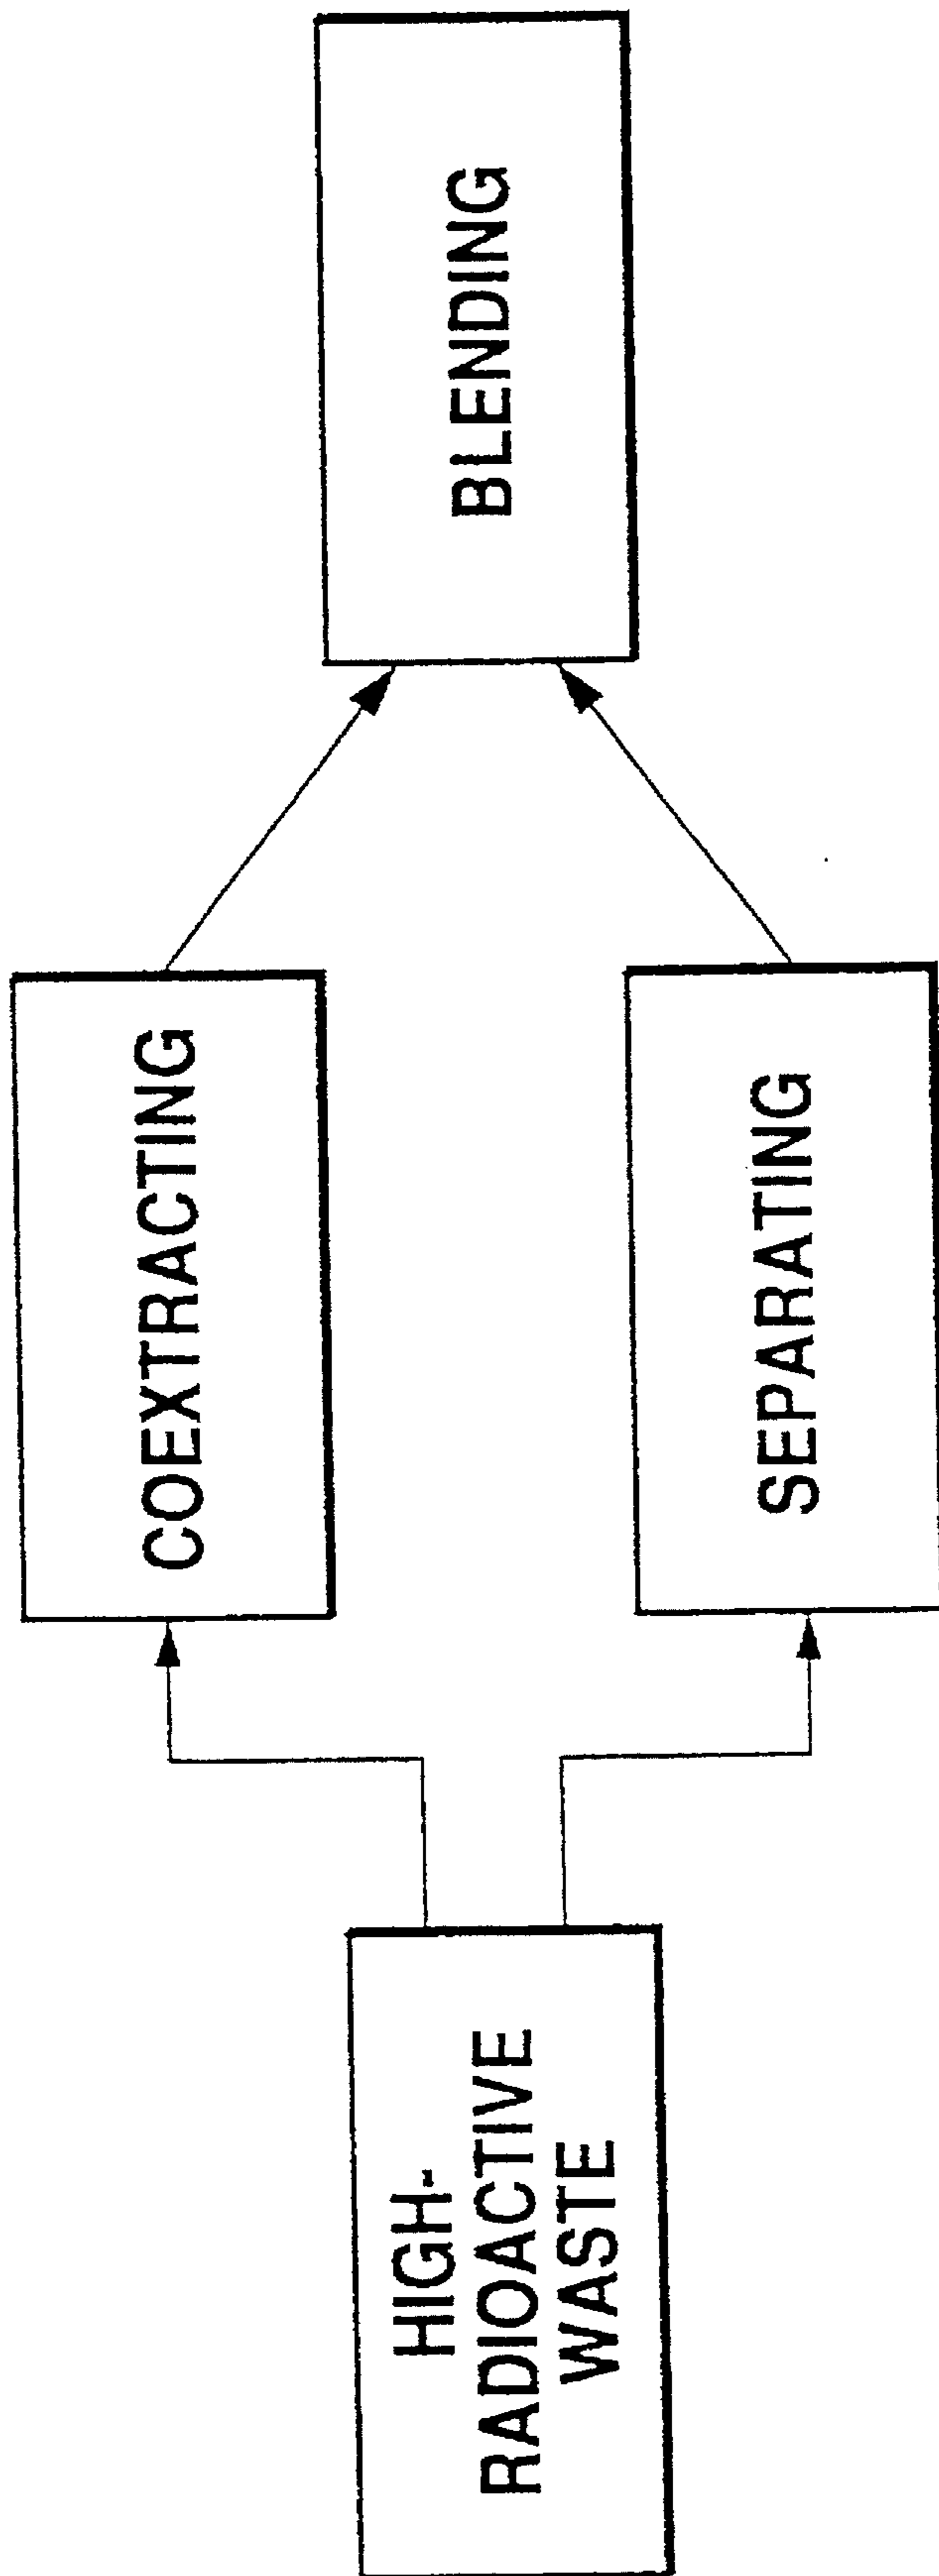 HIGH-
RADIOACTIVE
WASTE
COEXTRACTING
SEPARATING
BLENDING